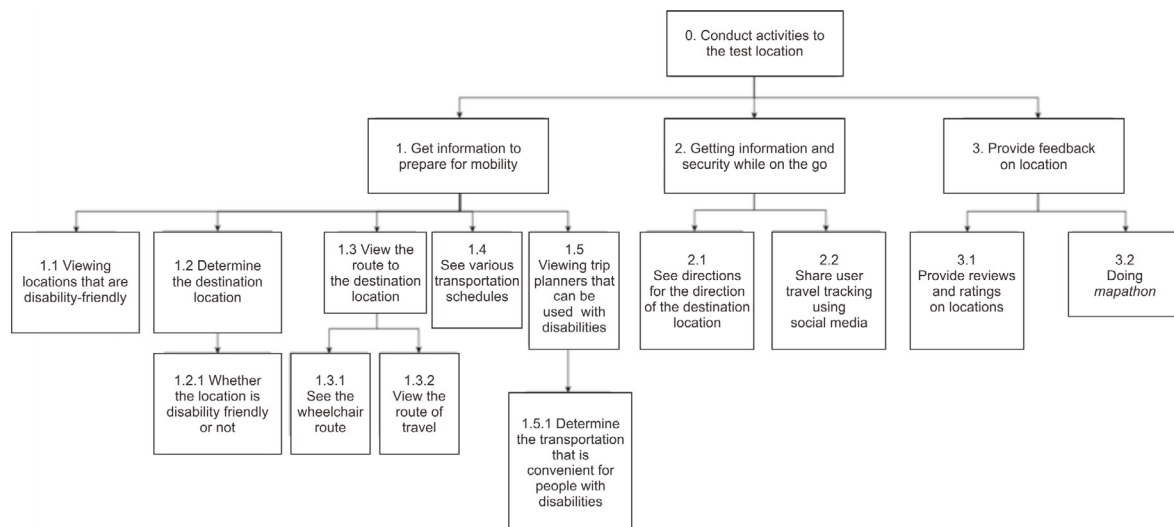 0. Conduct activities to
the test location
1. Get information to
prepare for mobility
2. Getting information and
security while on the go
3. Provide feedback
on location
1.1 Viewing
locations that are
disability-friendly
1.2 Determine
the destination
location
1.3 View the
route to
the destination
location
1.4
See various
transportation
schedules
1.5
Viewing trip
planners that
can be
used with
disabilities
2.1
See directions
for the direction
of the destination
location
2.2
Share user
travel tracking
using
social media
3.1
Provide reviews
and ratings
on locations
3.2
Doing
mapathon
1.2.1 Whether
the location is
disability friendly
or not
1.3.1
See the
wheelchair
route
1.3.2
View the
route of
travel
1.5.1 Determine
the transportation
that is
convenient for
people with
disabilities